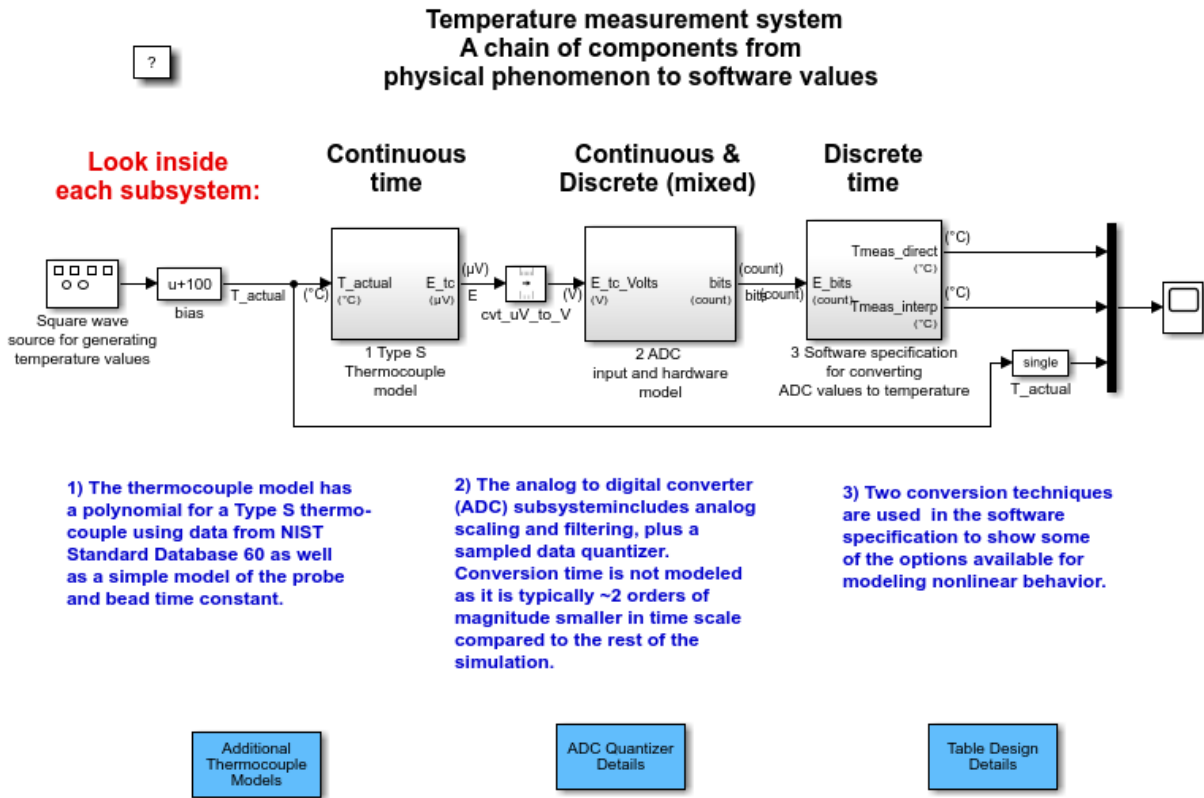 Temperature measurement system
A chain of components from
physical phenomenon to software values
?
Look inside
each subsystem:
Continuous
time
Continuous &
Discrete (mixed)
Discrete
time
Square wave
source for generating
temperature values
u+100
bias
T_actual
(°C)
T_actual
(°C)
E_tc
(µV)
1 Type S
Thermocouple
model
(µV)
E
cvt_uV_to_V
(V)
E_tc_Volts
(V)
bits
(count)
2 ADC
input and hardware
model
(count)
bits
(count)
E_bits
(count)
Tmeas_direct
(°C)
Tmeas_interp
(°C)
3 Software specification
for converting
ADC values to temperature
(°C)
(°C)
single
T_actual
1) The thermocouple model has
a polynomial for a Type S thermo-
couple using data from NIST
Standard Database 60 as well
as a simple model of the probe
and bead time constant.
2) The analog to digital converter
(ADC) subsystemincludes analog
scaling and filtering, plus a
sampled data quantizer.
Conversion time is not modeled
as it is typically ~2 orders of
magnitude smaller in time scale
compared to the rest of the
simulation.
3) Two conversion techniques
are used  in the software
specification to show some
of the options available for
modeling nonlinear behavior.
Additional
Thermocouple
Models
ADC Quantizer
Details
Table Design
Details